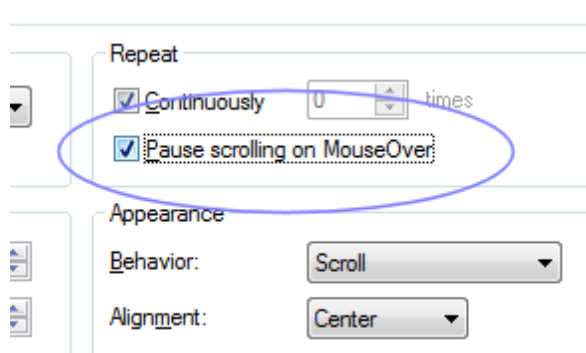 Repeat
Continuously 0 times
Pause scrolling on MouseOver
Appearance
Behavior: Scroll
Alignment: Center